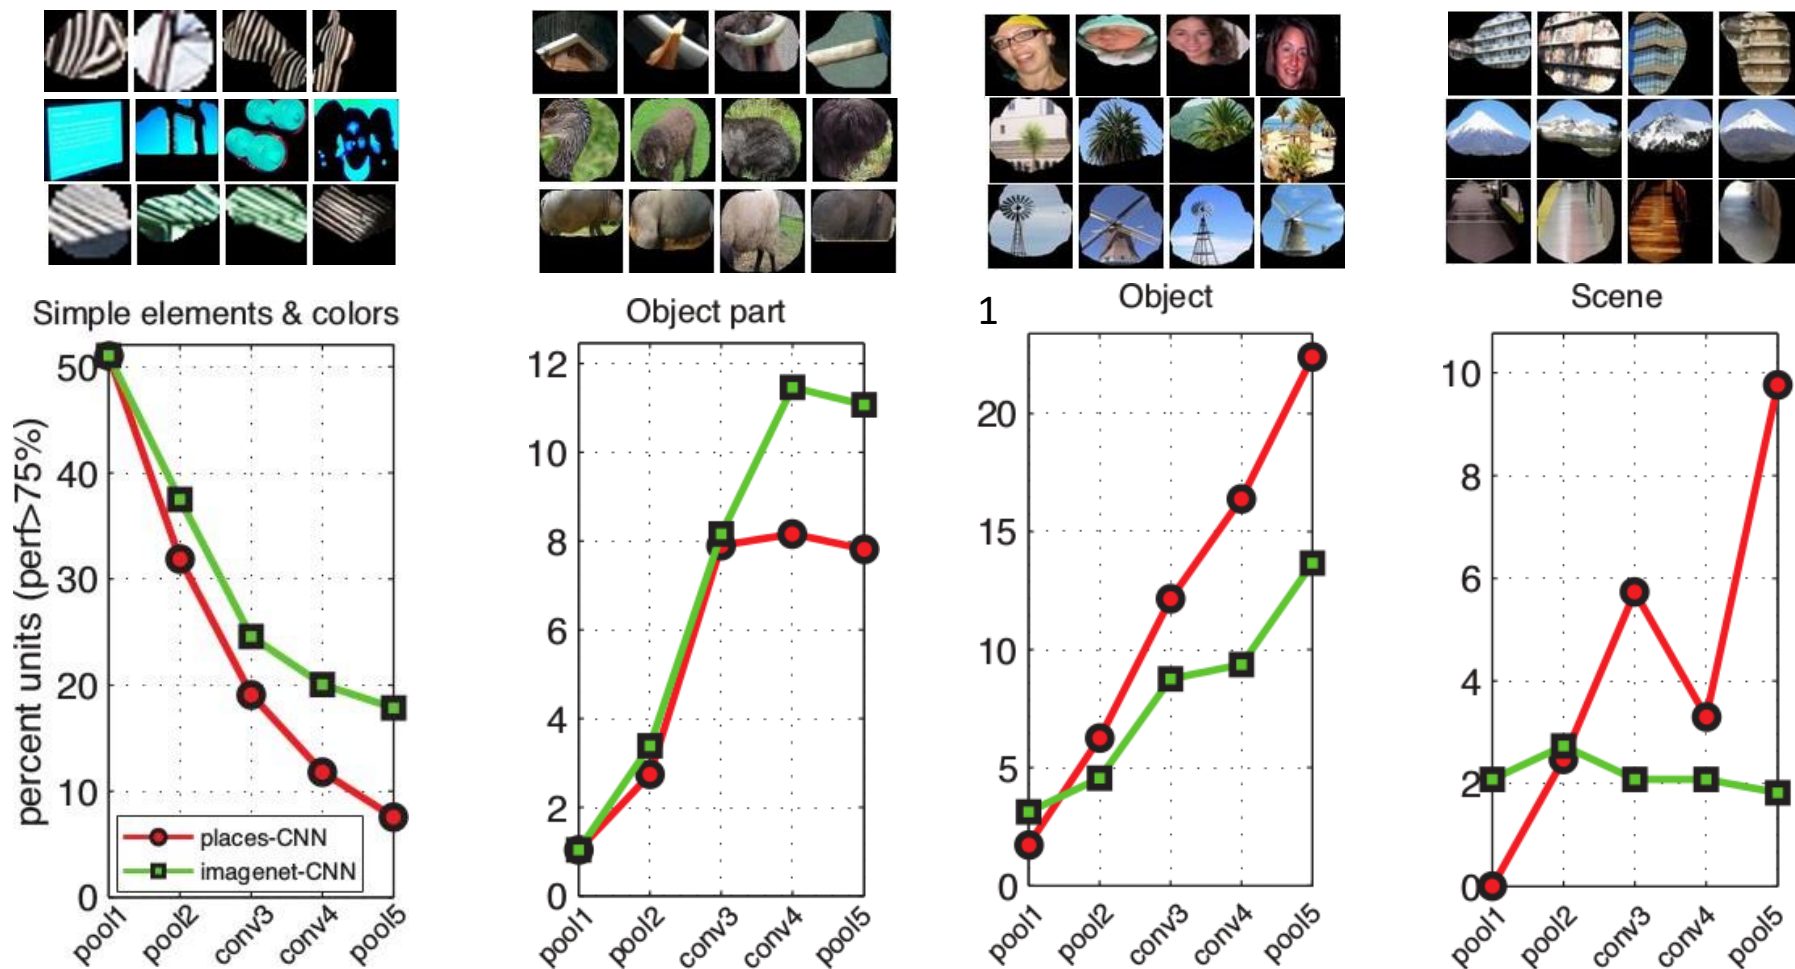 Simple elements & colors
percent units (perf>75%)
50
40
30
20
10
0
places-CNN
imagenet-CNN
pool1
pool2
conv3
conv4
pool5
Object part
12
10
8
6
4
2
0
pool1
pool2
conv3
conv4
pool5
1
Object
20
15
10
5
0
pool1
pool2
conv3
conv4
pool5
Scene
10
8
6
4
2
0
pool1
pool2
conv3
conv4
pool5